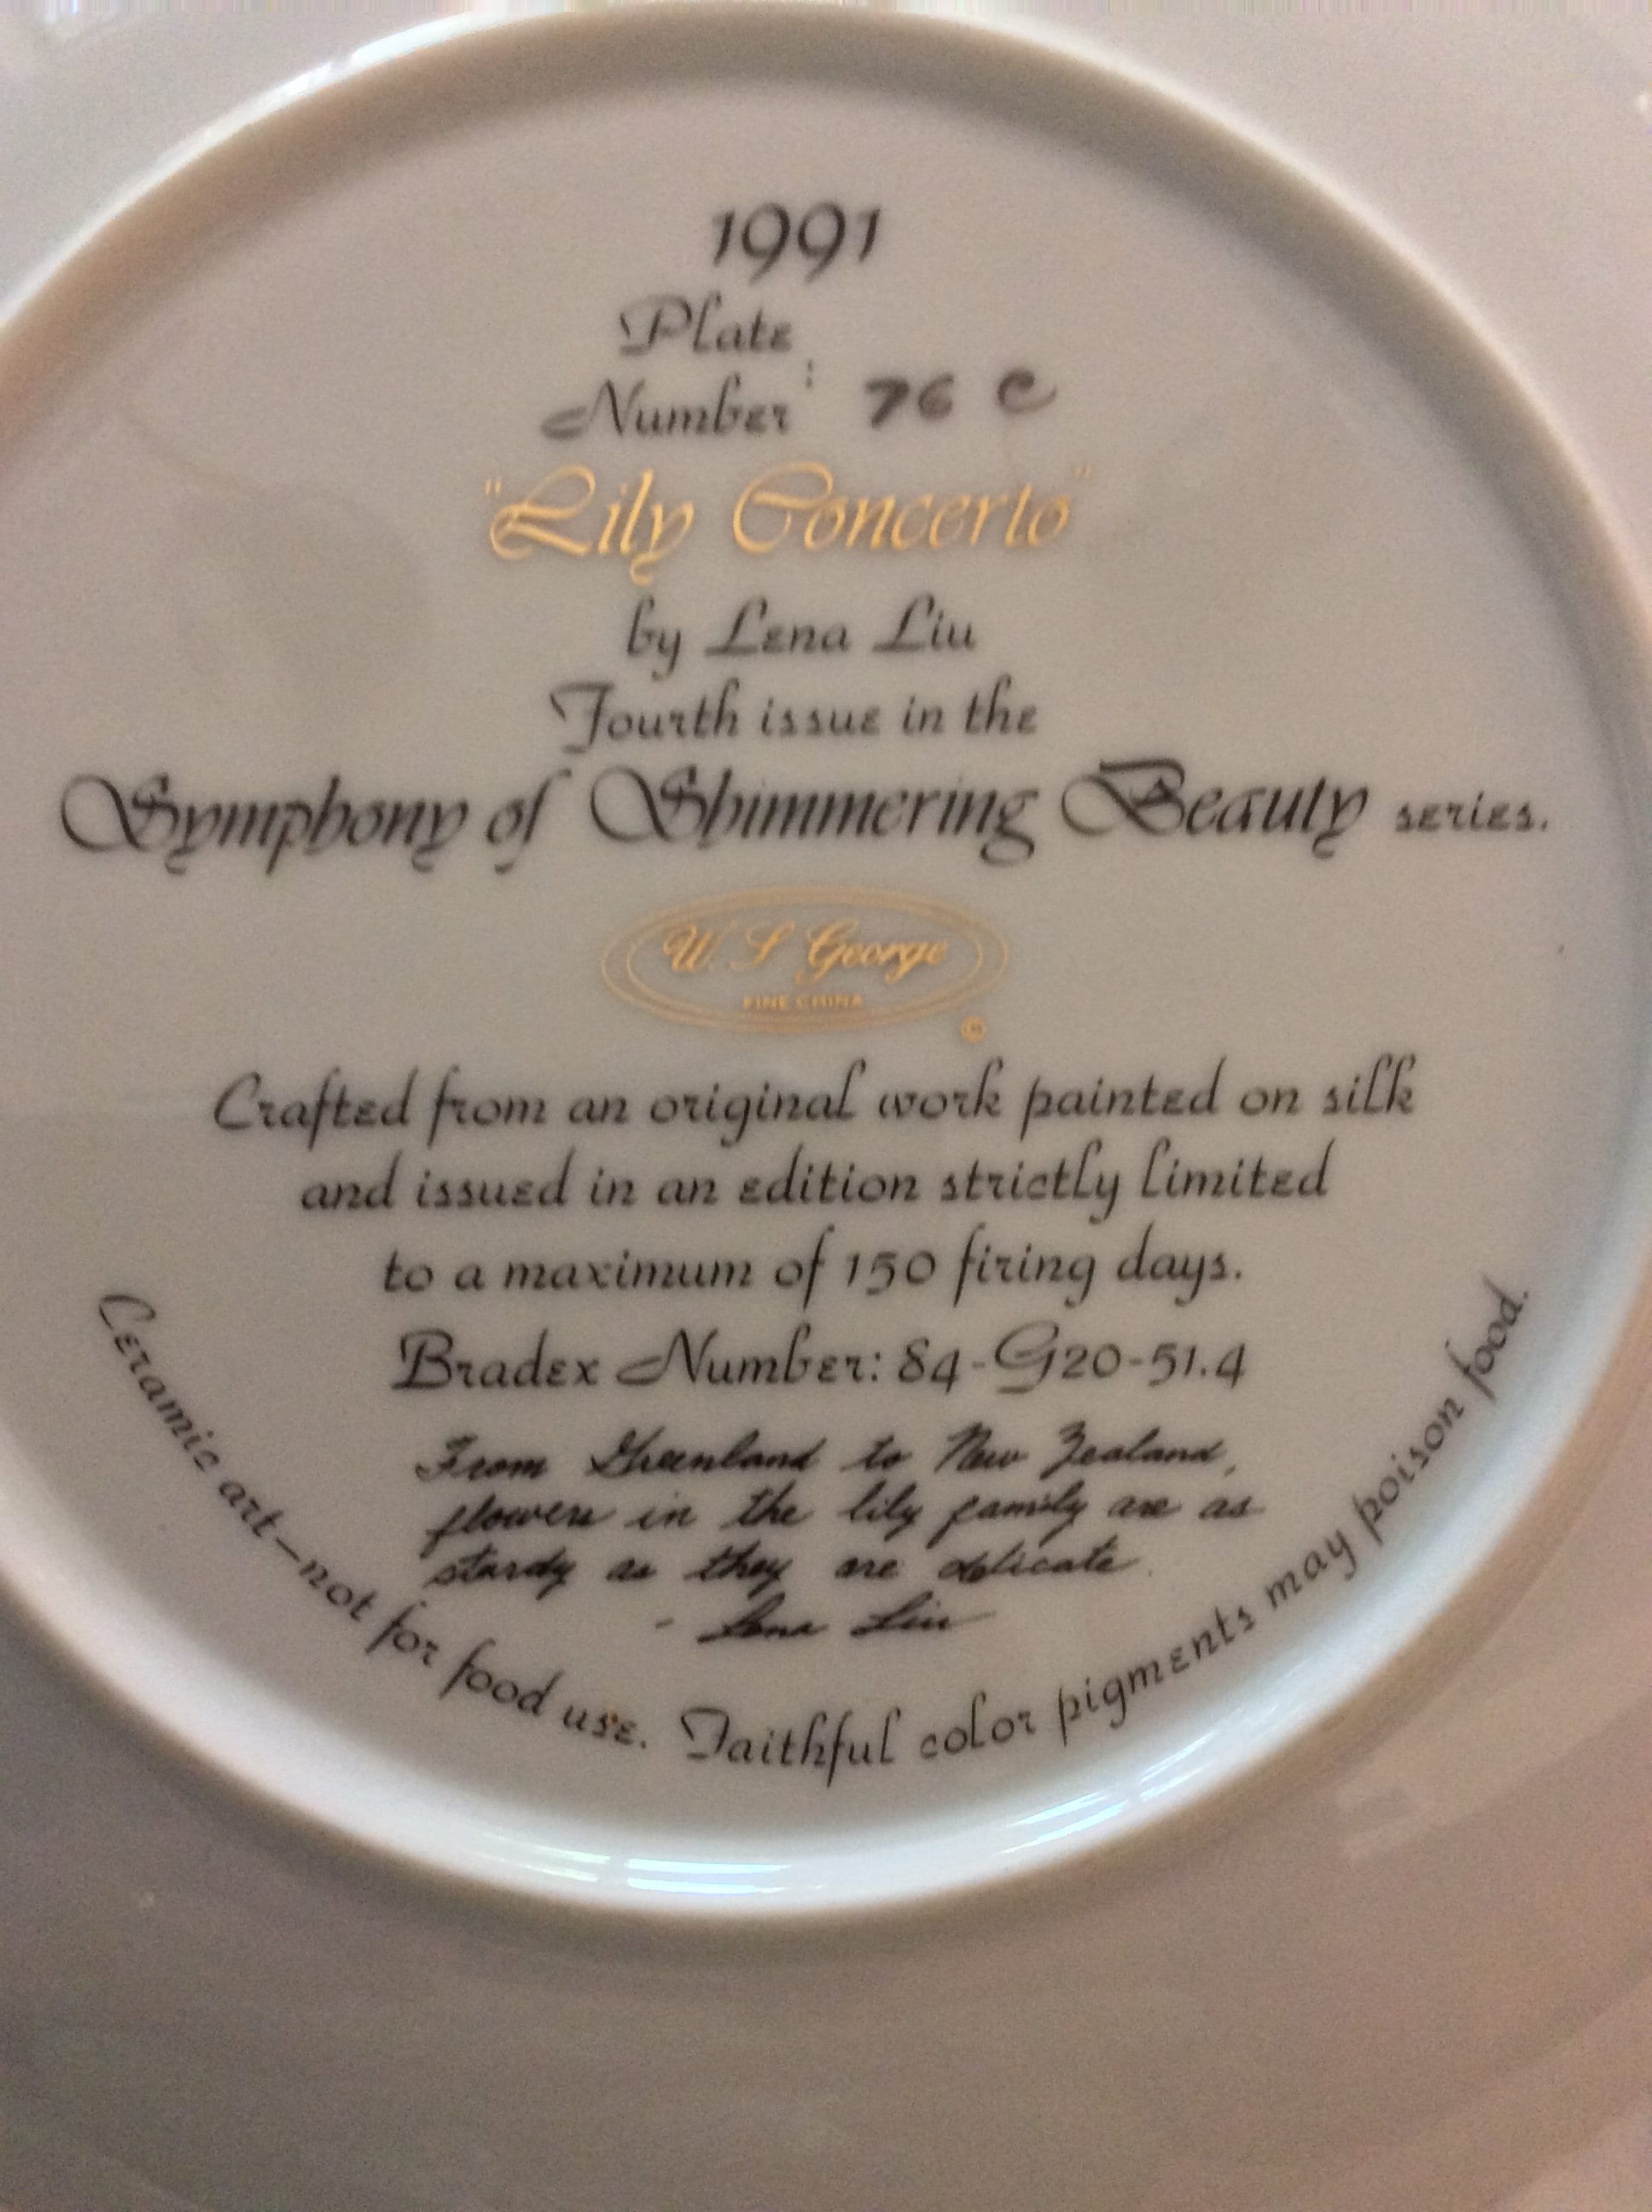 1991
Plate
Number: 76 C
"Lily Concerto"
by Lena Liu
Fourth issue in the
Symphony of Shimmering Beauty series.
W. S George
FINE CHINA
©
Crafted from an original work painted on silk
and issued in an edition strictly limited
to a maximum of 150 firing days.
Bradex Number: 84-G20-51.4
From Greenland to New Zealand,
flowers in the lily family are as
sturdy as they are delicate.
- Lena Liu
Ceramic art—not for food use. Faithful color pigments may poison food.